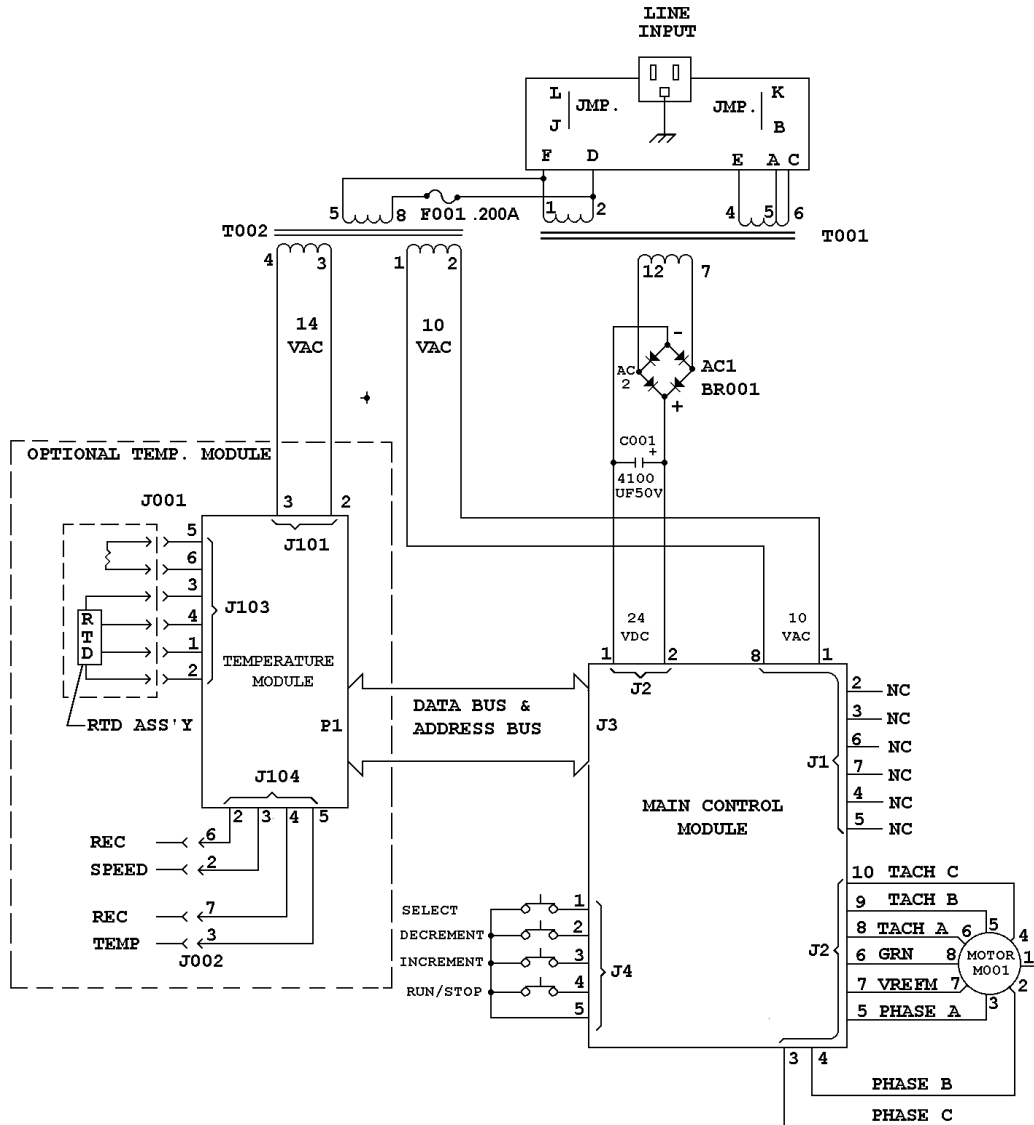 LINE
INPUT
L
J
JMP.
JMP.
K
B
F D E A C
5 8 F001 .200A 1 2 4 5 6
T002 T001
4 3 1 2 12 7
14
VAC
10
VAC
-
AC
2
AC1
BR001
+
C001
+
4100
UF50V
OPTIONAL TEMP. MODULE
J001
3 2
J101
5
6
3
4
1
2
J103
RTD
RTD ASS'Y
TEMPERATURE
MODULE
P1
DATA BUS &
ADDRESS BUS
J104
2 3 4 5
REC 6
SPEED 2
REC 7
TEMP 3
J002
24
VDC
10
VAC
1 2 8 1
J2
J3
J1
2 NC
3 NC
6 NC
7 NC
4 NC
5 NC
MAIN CONTROL
MODULE
SELECT 1
DECREMENT 2
INCREMENT 3
RUN/STOP 4
5
J4
J2
10 TACH C
9 TACH B
8 TACH A
6 GRN
7 VREFM
5 PHASE A
6 5 4
8 MOTOR 1
M001
7 3 2
3 4
PHASE B
PHASE C